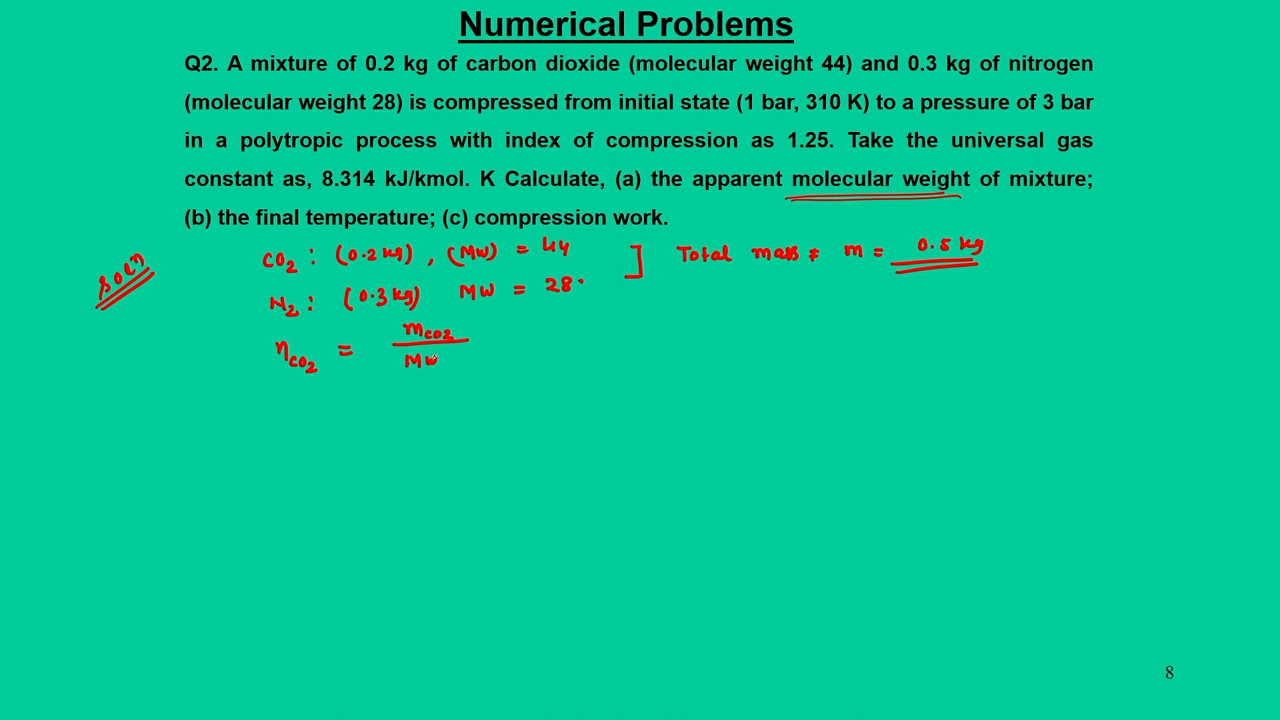 Numerical Problems
Q2. A mixture of 0.2 kg of carbon dioxide (molecular weight 44) and 0.3 kg of nitrogen
(molecular weight 28) is compressed from initial state (1 bar, 310 K) to a pressure of 3 bar
in a polytropic process with index of compression as 1.25. Take the universal gas
constant as, 8.314 kJ/kmol. K Calculate, (a) the apparent molecular weight of mixture;
(b) the final temperature; (c) compression work.
Soln
CO2 : (0.2 kg) , (MW) = 44 ] Total mass m = 0.5 kg
N2 : (0.3 kg) MW = 28
ηCO2 = mCO2
MW
8